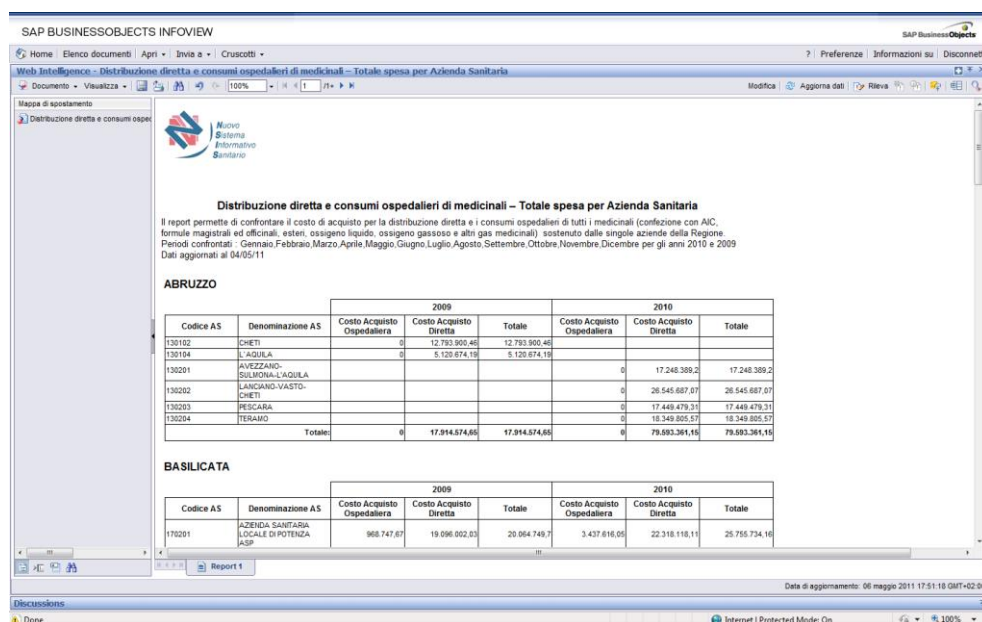 SAP BUSINESSOBJECTS INFOVIEW
SAP BusinessObjects
Home Elenco documenti Apri Invia a Cruscotti
? Preferenze Informazioni su Disconnett
Web Intelligence - Distribuzione diretta e consumi ospedalieri di medicinali – Totale spesa per Azienda Sanitaria
Documento Visualizza 100% 1 /1+ Modifica Aggiorna dati Rileva
Mappa di spostamento
Distribuzione diretta e consumi osped
Nuovo
Sistema
Informativo
Sanitario
Distribuzione diretta e consumi ospedalieri di medicinali – Totale spesa per Azienda Sanitaria
Il report permette di confrontare il costo di acquisto per la distribuzione diretta e i consumi ospedalieri di tutti i medicinali (confezione con AIC,
formule magistrali ed officinali, esteri, ossigeno liquido, ossigeno gassoso e altri gas medicinali) sostenuto dalle singole aziende della Regione.
Periodi confrontati : Gennaio,Febbraio,Marzo,Aprile,Maggio,Giugno,Luglio,Agosto,Settembre,Ottobre,Novembre,Dicembre per gli anni 2010 e 2009
Dati aggiornati al 04/05/11
ABRUZZO
2009 2010
Codice AS Denominazione AS Costo Acquisto Ospedaliera Costo Acquisto Diretta Totale Costo Acquisto Ospedaliera Costo Acquisto Diretta Totale
130102 CHIETI 0 12.793.900,46 12.793.900,46
130104 L'AQUILA 0 5.120.674,19 5.120.674,19
130201 AVEZZANO-SULMONA-L'AQUILA 0 17.248.389,2 17.248.389,2
130202 LANCIANO-VASTO-CHIETI 0 26.545.687,07 26.545.687,07
130203 PESCARA 0 17.449.479,31 17.449.479,31
130204 TERAMO 0 18.349.805,57 18.349.805,57
Totale: 0 17.914.574,65 17.914.574,65 0 79.593.361,15 79.593.361,15
BASILICATA
2009 2010
Codice AS Denominazione AS Costo Acquisto Ospedaliera Costo Acquisto Diretta Totale Costo Acquisto Ospedaliera Costo Acquisto Diretta Totale
170201 AZIENDA SANITARIA LOCALE DI POTENZA ASP 968.747,67 19.096.002,03 20.064.749,7 3.437.616,05 22.318.118,11 25.755.734,16
Report 1
Data di aggiornamento: 06 maggio 2011 17:51:18 GMT+02:0
Discussions
Done Internet | Protected Mode: On 100%